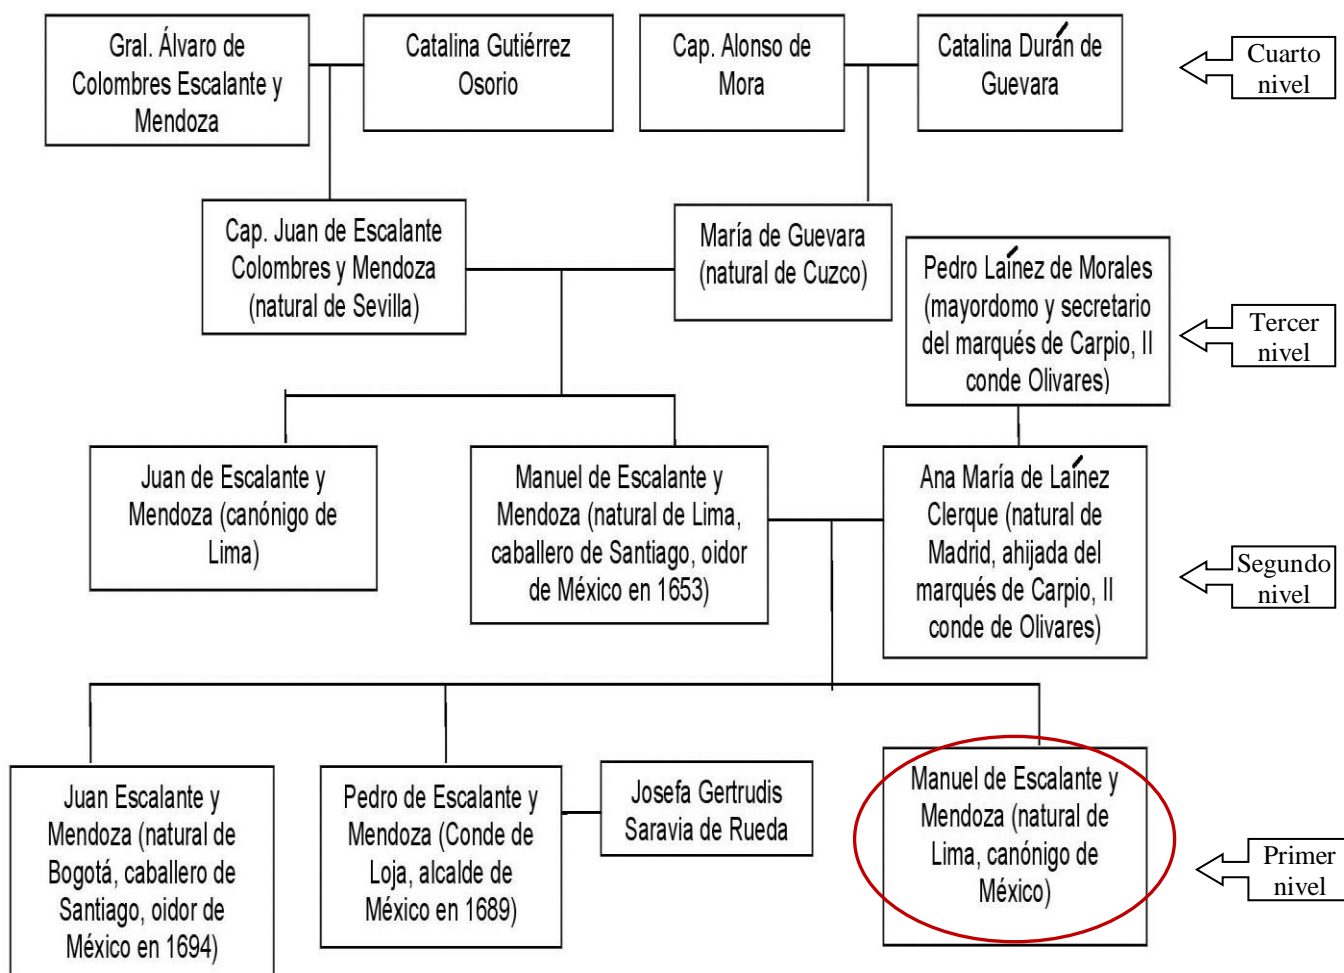 Gral. Álvaro de
Colombres Escalante y
Mendoza
Catalina Gutiérrez
Osorio
Cap. Alonso de
Mora
Catalina Durán de
Guevara
Cuarto
nivel
Cap. Juan de Escalante
Colombres y Mendoza
(natural de Sevilla)
María de Guevara
(natural de Cuzco)
Pedro Laínez de Morales
(mayordomo y secretario
del marqués de Carpio, II
conde Olivares)
Tercer
nivel
Juan de Escalante y
Mendoza (canónigo de
Lima)
Manuel de Escalante y
Mendoza (natural de Lima,
caballero de Santiago, oidor
de México en 1653)
Ana María de Laínez
Clerque (natural de
Madrid, ahijada del
marqués de Carpio, II
conde de Olivares)
Segundo
nivel
Juan Escalante y
Mendoza (natural de
Bogotá, caballero de
Santiago, oidor de
México en 1694)
Pedro de Escalante y
Mendoza (Conde de
Loja, alcalde de
México en 1689)
Josefa Gertrudis
Saravia de Rueda
Manuel de Escalante y
Mendoza (natural de
Lima, canónigo de
México)
Primer
nivel